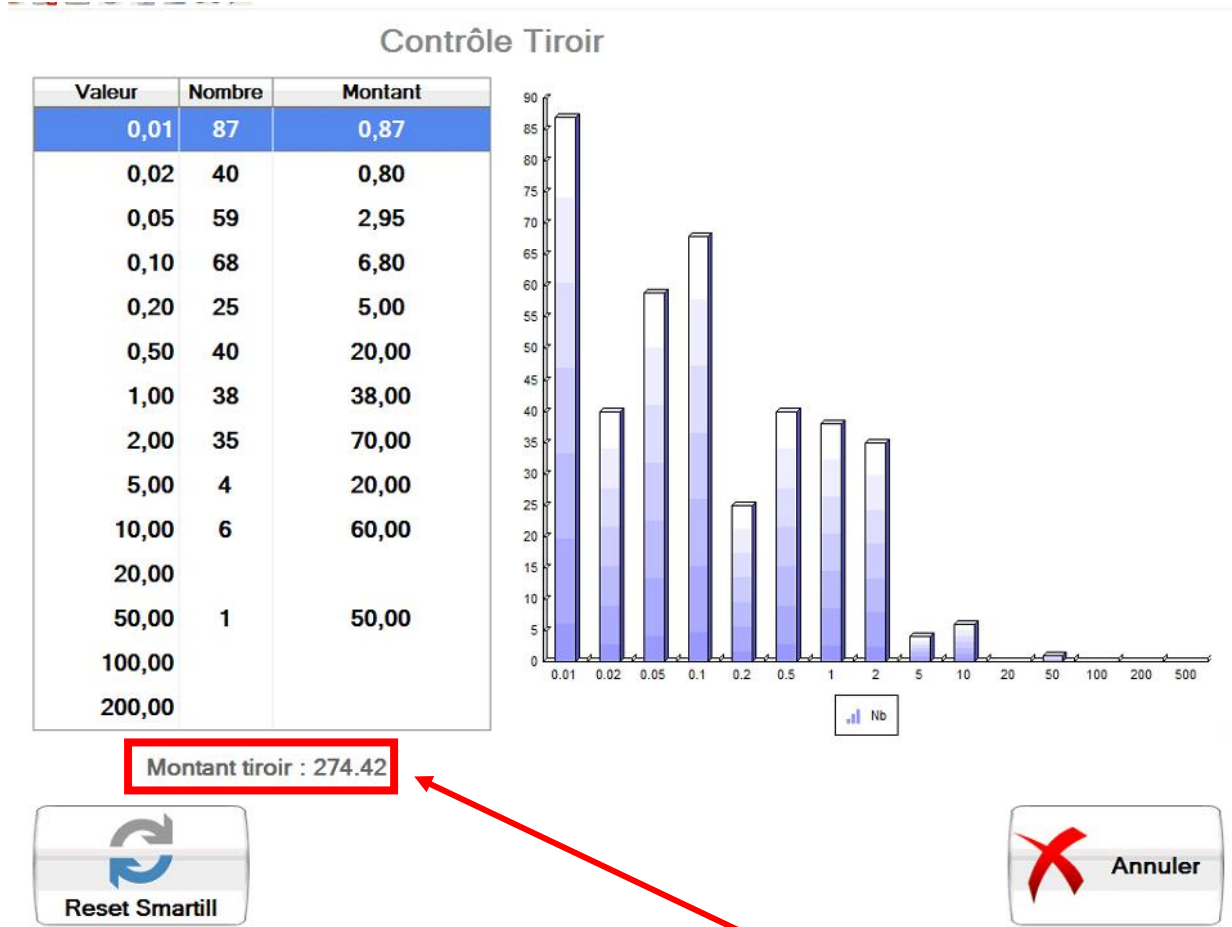 Contrôle Tiroir
Valeur Nombre Montant
0,01 87 0,87
0,02 40 0,80
0,05 59 2,95
0,10 68 6,80
0,20 25 5,00
0,50 40 20,00
1,00 38 38,00
2,00 35 70,00
5,00 4 20,00
10,00 6 60,00
20,00
50,00 1 50,00
100,00
200,00
90
85
80
75
70
65
60
55
50
45
40
35
30
25
20
15
10
5
0
0.01 0.02 0.05 0.1 0.2 0.5 1 2 5 10 20 50 100 200 500
Nb
Montant tiroir : 274.42
Reset Smartill
Annuler